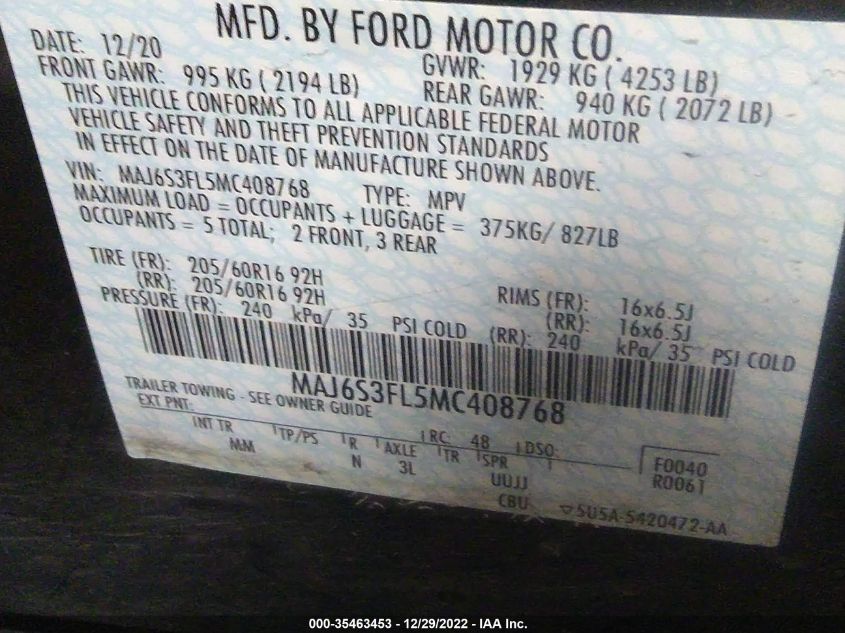 MFD. BY FORD MOTOR CO.
DATE: 12/20 GVWR: 1929 KG ( 4253 LB)
FRONT GAWR: 995 KG ( 2194 LB) REAR GAWR: 940 KG ( 2072 LB)
THIS VEHICLE CONFORMS TO ALL APPLICABLE FEDERAL MOTOR
VEHICLE SAFETY AND THEFT PREVENTION STANDARDS
IN EFFECT ON THE DATE OF MANUFACTURE SHOWN ABOVE.
VIN: MAJ6S3FL5MC408768 TYPE: MPV
MAXIMUM LOAD = OCCUPANTS + LUGGAGE = 375KG/ 827LB
OCCUPANTS = 5 TOTAL; 2 FRONT, 3 REAR
TIRE (FR): 205/60R16 92H RIMS (FR): 16x6.5J
(RR): 205/60R16 92H (RR): 16x6.5J
PRESSURE (FR): 240 kPa/ 35 PSI COLD (RR): 240 kPa/ 35 PSI COLD
MAJ6S3FL5MC408768
TRAILER TOWING - SEE OWNER GUIDE
EXT PNT: RC: 48 DSO: F0040
INT TR TP/PS R AXLE TR SPR R0061
MM N 3L UUJJ
CBU 5U5A-5420472-AA
000-35463453 - 12/29/2022 - IAA Inc.